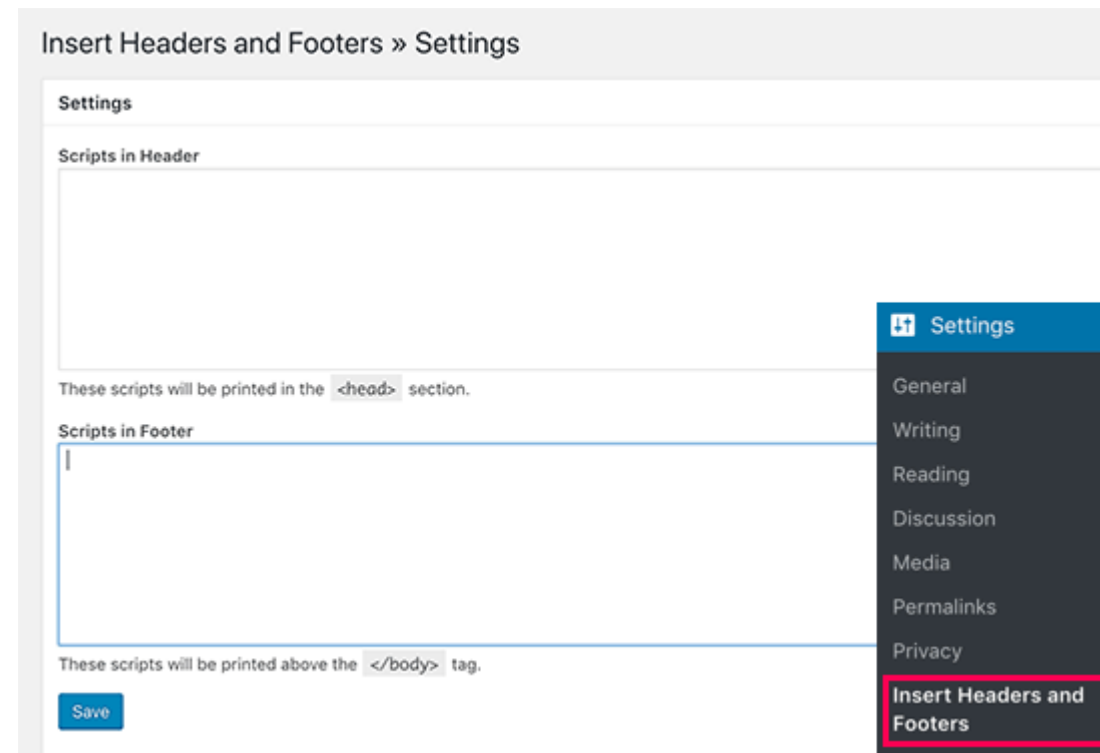 Insert Headers and Footers » Settings
Settings
Scripts in Header
These scripts will be printed in the <head> section.
Scripts in Footer
These scripts will be printed above the </body> tag.
Save
Settings
General
Writing
Reading
Discussion
Media
Permalinks
Privacy
Insert Headers and
Footers